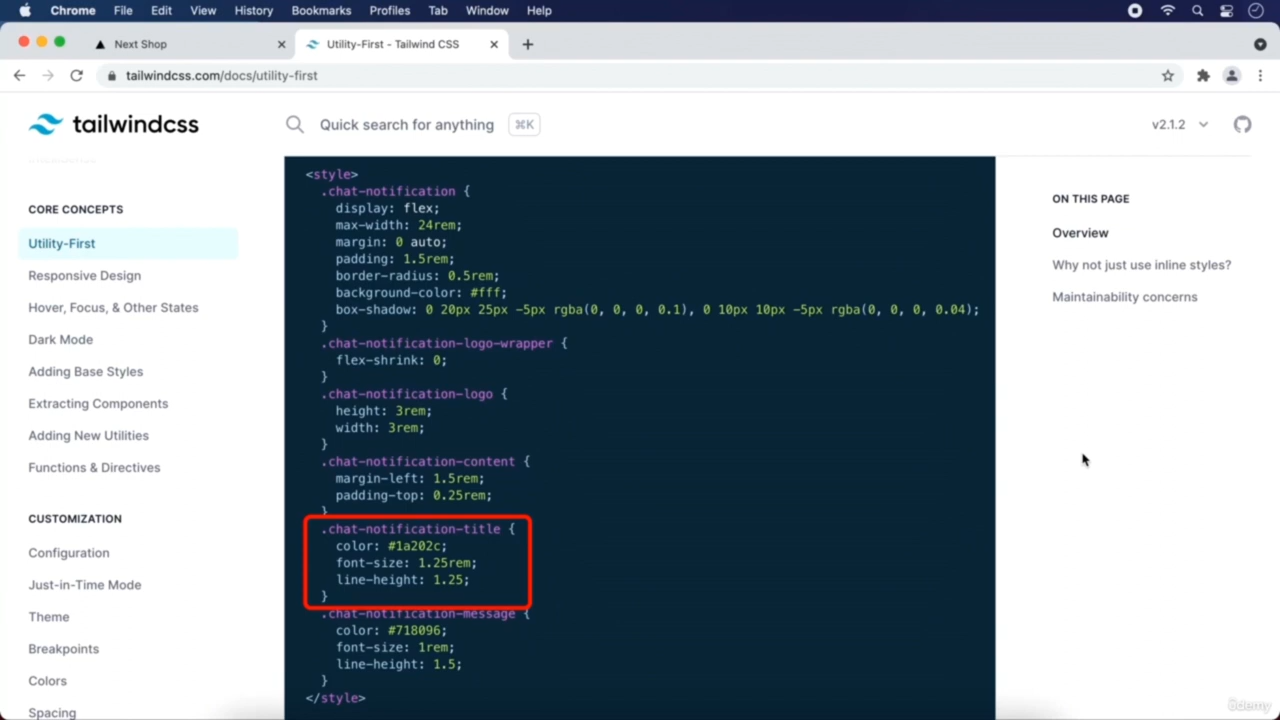 Chrome File Edit View History Bookmarks Profiles Tab Window Help
Next Shop
Utility-First - Tailwind CSS
tailwindcss.com/docs/utility-first
tailwindcss
Quick search for anything
⌘K
v2.1.2
CORE CONCEPTS
Utility-First
Responsive Design
Hover, Focus, & Other States
Dark Mode
Adding Base Styles
Extracting Components
Adding New Utilities
Functions & Directives
CUSTOMIZATION
Configuration
Just-in-Time Mode
Theme
Breakpoints
Colors
Spacing
<style>
.chat-notification {
display: flex;
max-width: 24rem;
margin: 0 auto;
padding: 1.5rem;
border-radius: 0.5rem;
background-color: #fff;
box-shadow: 0 20px 25px -5px rgba(0, 0, 0, 0.1), 0 10px 10px -5px rgba(0, 0, 0, 0.04);
}
.chat-notification-logo-wrapper {
flex-shrink: 0;
}
.chat-notification-logo {
height: 3rem;
width: 3rem;
}
.chat-notification-content {
margin-left: 1.5rem;
padding-top: 0.25rem;
}
.chat-notification-title {
color: #1a202c;
font-size: 1.25rem;
line-height: 1.25;
}
.chat-notification-message {
color: #718096;
font-size: 1rem;
line-height: 1.5;
}
</style>
ON THIS PAGE
Overview
Why not just use inline styles?
Maintainability concerns
ûdemy